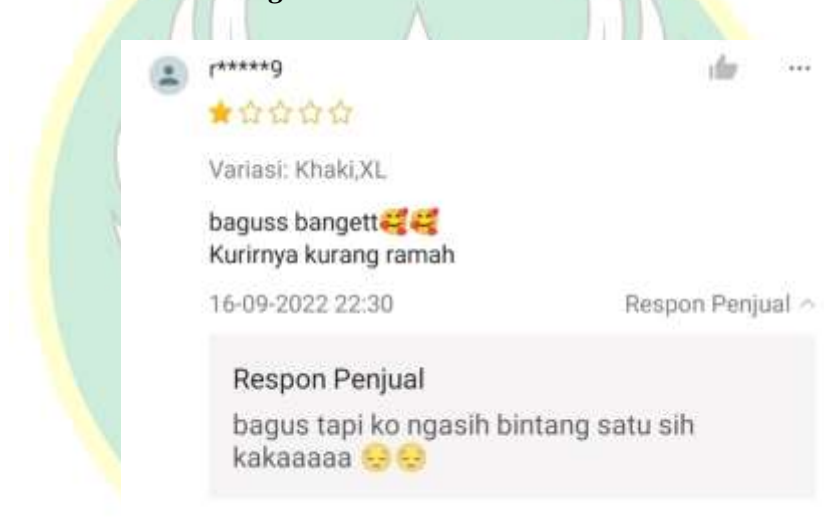 r*****9
Variasi: Khaki,XL
baguss bangett🥰🥰
Kurirnya kurang ramah
16-09-2022 22:30
Respon Penjual
Respon Penjual
bagus tapi ko ngasih bintang satu sih
kakaaaaa 😔😔